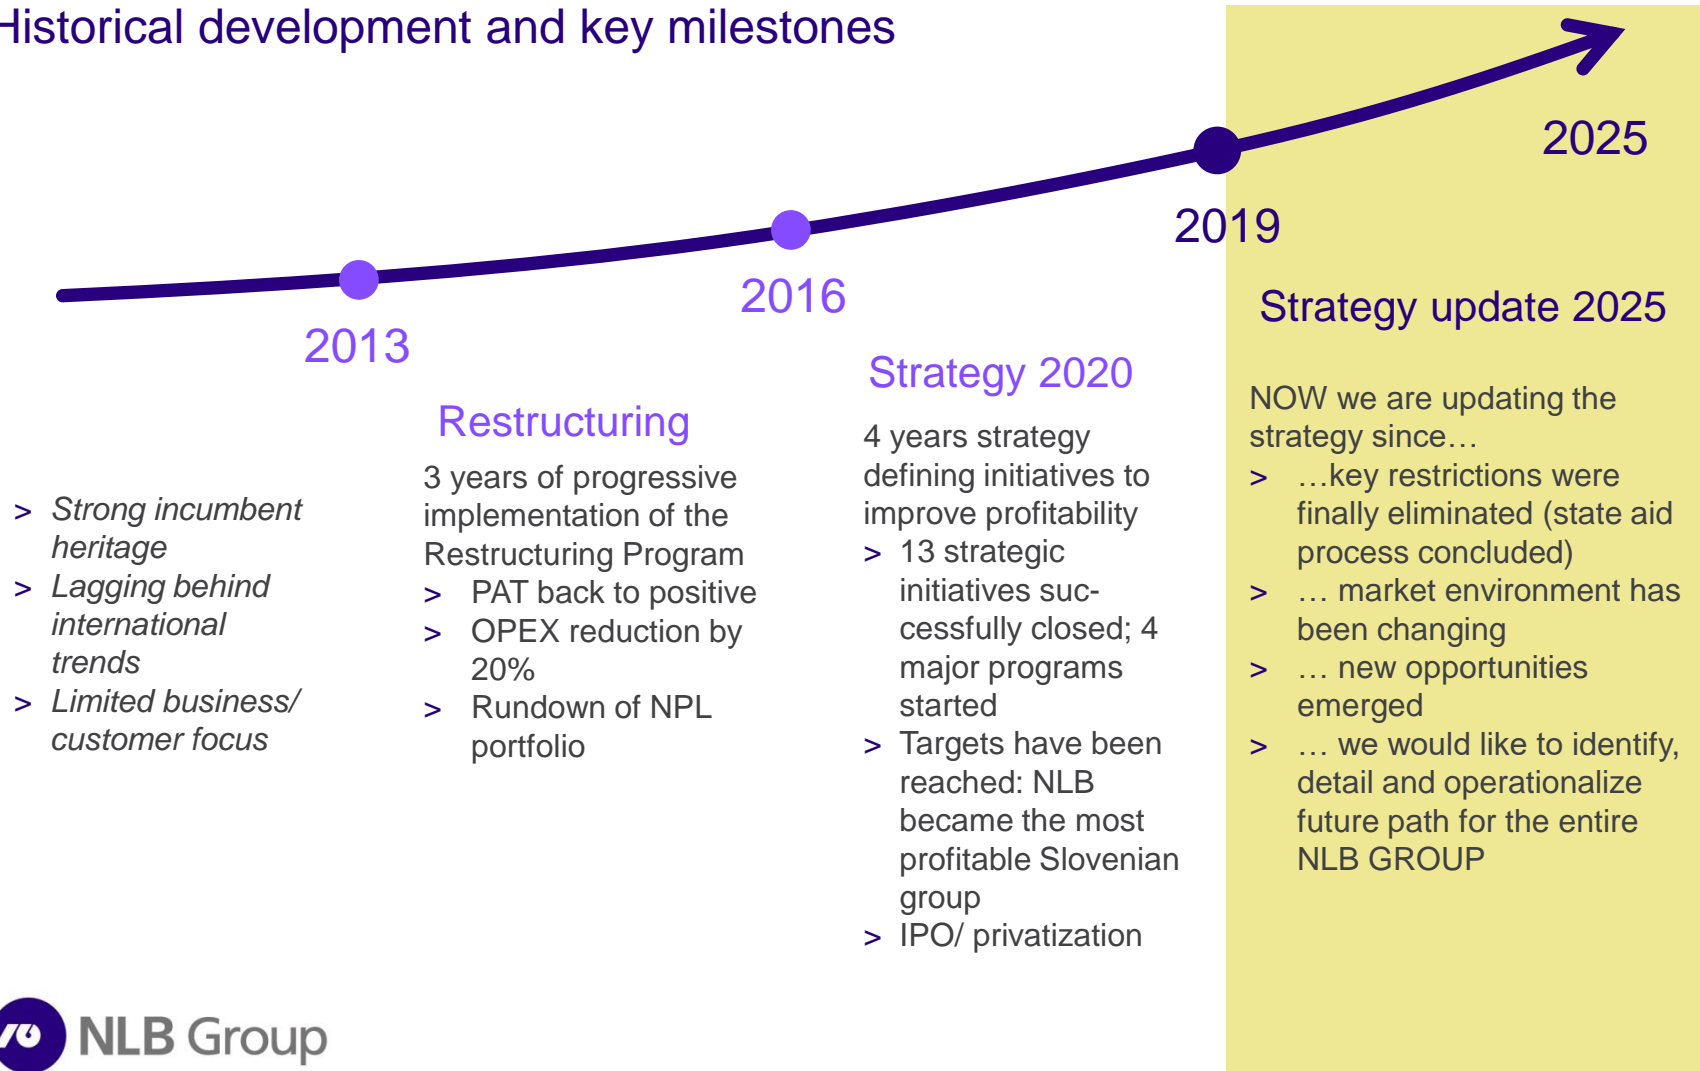 Historical development and key milestones
2025
2019
2016
2013
> Strong incumbent
heritage
> Lagging behind
international
trends
> Limited business/
customer focus
Restructuring
3 years of progressive
implementation of the
Restructuring Program
> PAT back to positive
> OPEX reduction by
20%
> Rundown of NPL
portfolio
Strategy 2020
4 years strategy
defining initiatives to
improve profitability
> 13 strategic
initiatives suc-
cessfully closed; 4
major programs
started
> Targets have been
reached: NLB
became the most
profitable Slovenian
group
> IPO/ privatization
Strategy update 2025
NOW we are updating the
strategy since…
> …key restrictions were
finally eliminated (state aid
process concluded)
> … market environment has
been changing
> … new opportunities
emerged
> … we would like to identify,
detail and operationalize
future path for the entire
NLB GROUP
NLB Group